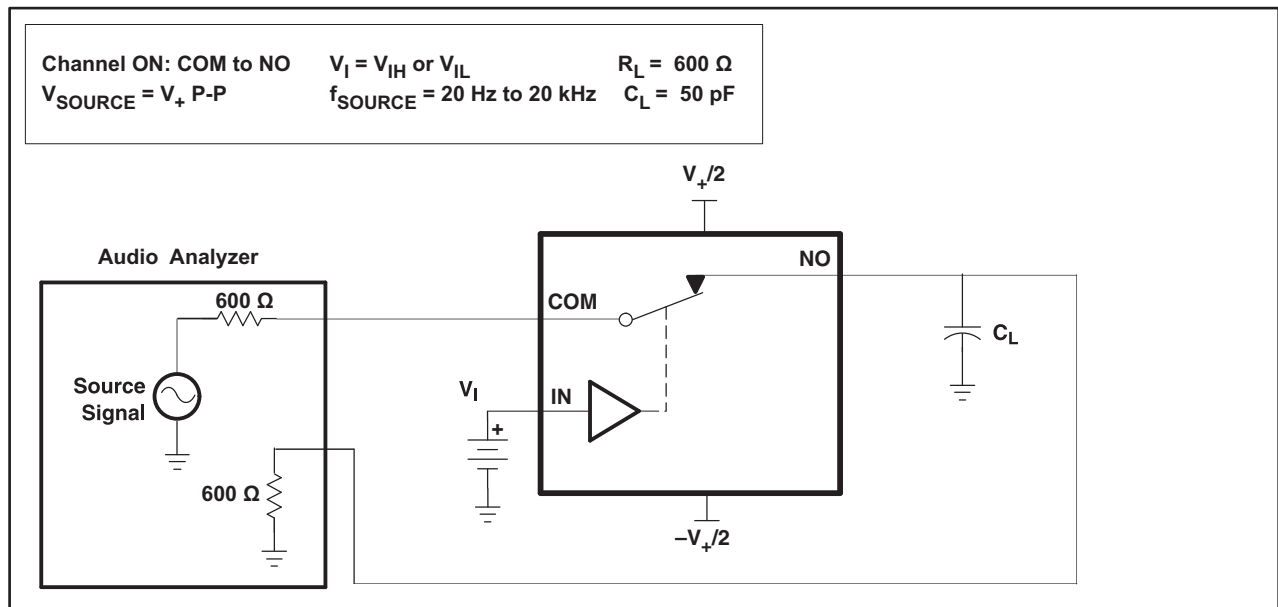 Channel ON: COM to NO V_I = V_IH or V_IL R_L = 600 Ω
V_SOURCE = V_+ P-P f_SOURCE = 20 Hz to 20 kHz C_L = 50 pF
V_+/2
Audio Analyzer
NO
600 Ω
COM
C_L
Source
Signal
V_I
IN
+
600 Ω
–V_+/2